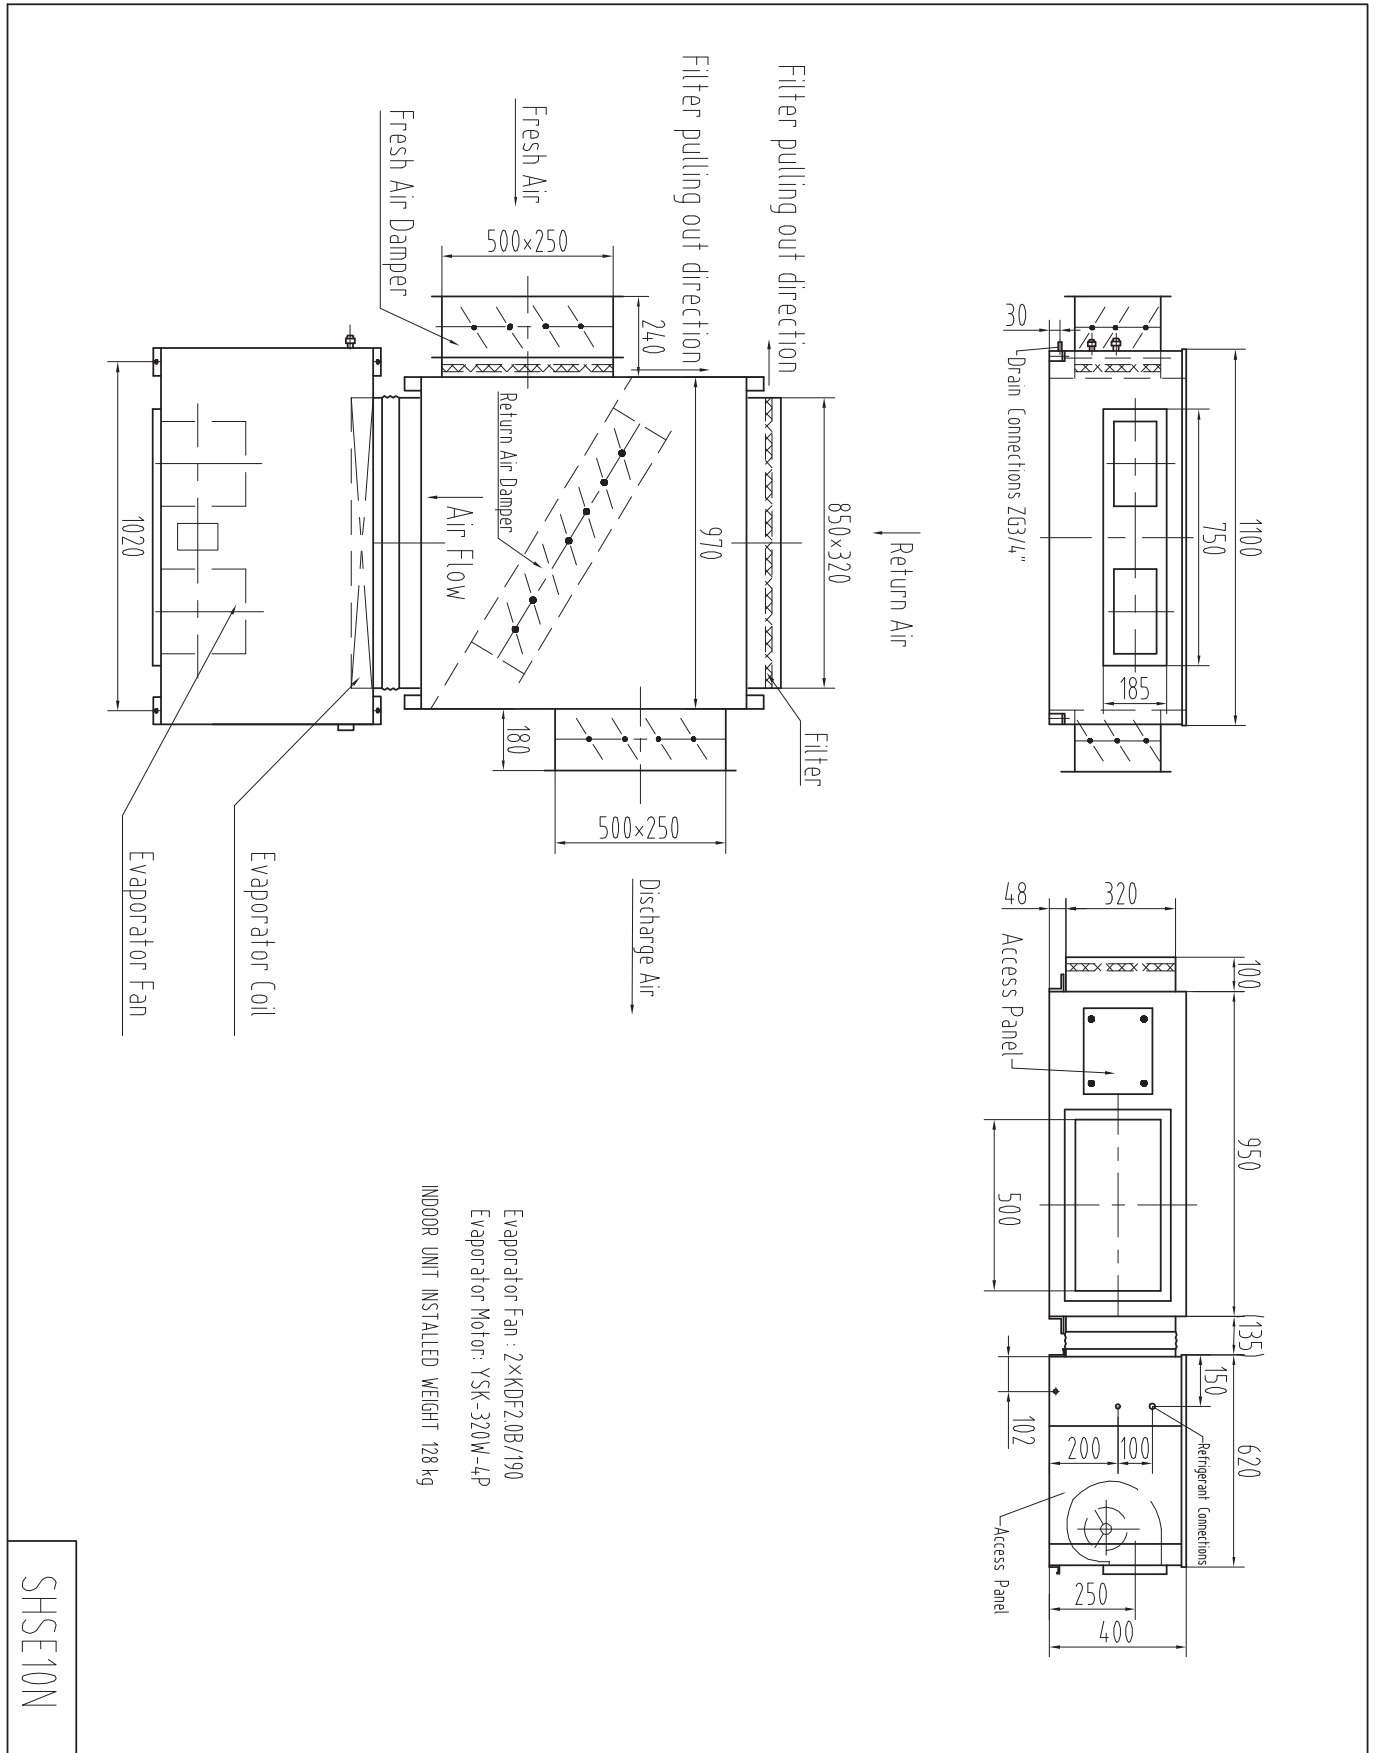 30
Drain Connections ZG3/4"
1100
750
185
48
320
100
Access Panel
950
500
(135)
150
102
200
100
620
Refrigerant Connections
Access Panel
250
400
Filter pulling out direction
Filter pulling out direction
Fresh Air
Fresh Air Damper
500×250
240
Return Air Damper
Air Flow
970
850×320
Return Air
1020
180
Filter
500×250
Discharge Air
Evaporator Coil
Evaporator Fan
Evaporator Fan : 2×KDF2.0B/190
Evaporator Motor: YSK-320W-4P
INDOOR UNIT INSTALLED WEIGHT 128 kg
SHSE10N